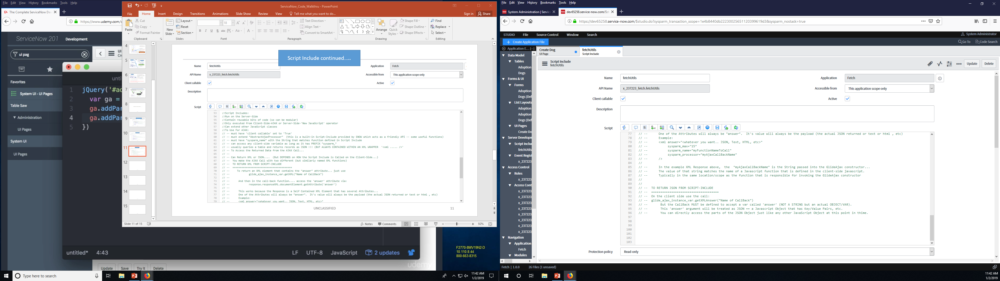 File Edit View History Bookmarks Tools Help
The Complete ServiceNow De
https://www.udemy.com/s
ServiceNow 201 Development
ui pag
Favorites
System UI - UI Pages
Table Saw
Administration
UI Pages
System UI
UI Pages
1 jQuery('#ad
2 var ga =
3 ga.addPar
4 ga.addPar
5 })
untitled* 4:43 LF UTF-8 JavaScript 2 updates
Update Save Try It Delete
udemy
ServiceNow_Code_Walkthru - PowerPoint
File Home Insert Design Transitions Animations Slide Show Review View Tell me what you want to do... Sign in Share
Paste Cut Copy Format Painter Clipboard
New Slide Layout Reset Section Slides
18
Font
Text Direction Align Text Convert to SmartArt Paragraph
Arrange Quick Styles Shape Fill Shape Outline Shape Effects Drawing
Find Replace Select Editing
4
5
6
7
8
9
10
11
12
13
14
15
Script Include continued.....
Name fetchUtils Application Fetch
API Name x_237223_fetch.fetchUtils Accessible from This application scope only
Client callable Active
Description
Script
53 //Script Includes:
54 //Run on the Server-Side
55 //Contain reusable bits of code (so can be modular)
56 //Only executed from Client-Side-AJAX or Server-Side-'New JavaScript' operator
57 //Can extend other JavaScript classes
58 //To Use For AJAX:
59 // -- must have 'client callable' set to 'True'
60 // -- must extend "AbstractAjaxProcessor" (this is a built-in Script-Include provided by SNOW which acts as a friendly API -- some useful functions)
61 // -- must have "sysparm_name" with the String that matches function defined in Script Include
62 // -- can access any client-side variable as long as it has PREFIX "sysparm_"
63 // -- usually queries a table and returns records as JSON !!! (BUT ALWAYS CONTAINED WITHIN AN XML WRAPPER '<xml ..... />'
64 // -- To Access the Returned Data from the AJAX Call...
65 // --
66 // -- Can Return XML or JSON.... (But DEPENDS on HOW the Script Include is Called on the Client-Side...)
67 // -- You make the AJAX Call with two different (but similarly named XML functions)
68 // -- TO RETURN XML FROM SCRIPT-INCLUDE
69 // -- ========================================
70 // -- To return an XML element that contains the "answer" attribute... just use
71 // -- glide_ajax_instance_var.getXML("Name of CallBack")
72 // --
73 // -- And then in the call-back function.... access the 'answer' attribute via:
74 // -- response.responseXML.documentElement.getAttribute('answer')
75 // --
76 // -- This works because the Response is a Self Contained XML Element that has several Attributes...
77 // -- One of the Attributes will always be "answer". It's value will always be the payload (the actual JSON returned or text or html , etc)
78 // -- Example:
79 // -- <xml answer="<whatever you want.. JSON, Text, HTML, etc>"
UNCLASSIFIED 11
Slide 11 of 15 Notes Comments 92%
F2770-8MV19N2-D
10.110.8.44
800-663-8315
Type here to search
11:42 AM
1/2/2019
File Edit View History Bookmarks Tools Help
System Administration | Service
dev65258.service-now.com/$st
https://dev65258.service-now.com/$studio.do?sysparm_transaction_scope=1e4b8440db22230025651120399619d3&sysparm_nostack=true
STUDIO File Source Control Window Search System Administrator
Create Application File Go To Code Search
Application E...
Data Model
Tables
Adoption
Dogs
Forms & UI
Forms
Adoption
Dogs [Def
List Layouts
Adoption
Adoption
Dogs [Def
UI Pages
Create Do
Server Developm
Script Include
fetchUtils
Event Regist
x_237223
Access Control
Roles
x_237223
Access Cont
x_237223
x_237223
x_237223
x_237223
x_237223
x_237223
x_237223
x_237223
Navigation
Application
Fetch
Modules
Create Dog
UI Page
fetchUtils
Script Include
Script Include
fetchUtils
Update Delete
Name fetchUtils Application Fetch
API Name x_237223_fetch.fetchUtils Accessible from This application scope only
Client callable Active
Description
Script
77 // -- One of the Attributes will always be "answer". It's value will always be the payload (the actual JSON returned or text or html , etc)
78 // -- Example:
79 // -- <xml answer="<whatever you want.. JSON, Text, HTML, etc>"
80 // -- sysparm_max="15"
81 // -- sysparm_name="myFunctionNameToCall"
82 // -- sysparm_processor="myAjaxCallBackName"
83 // -- />
84 //
85 // -- In the example XML Response above, the "myAjaxCallBackName" is the String passed into the GlideAjax constructor...
86 // -- The value of that string matches the name of a Javascript function that is defined in the client-side javascript.
87 // -- Typically in the same location/scope as the function that is responsible for invoking the GlideAjax constructor
88 //
89 //
90 // -- TO RETURN JSON FROM SCRIPT-INCLUDE
91 // -- ========================================
92 // -- On the client side use the call:
93 // -- glide_ajax_instance_var.getXMLAnswer("Name of CallBack")
94 // -- But the CallBack MUST be defined to accept a var called 'answer' (NOT A STRING but an actual OBJECT/VAR).
95 // -- This 'answer' argument will be treated as JSON == a Javascript Object that has Key/Value Pairs, etc.
96 // -- You can directly access the parts of the JSON Object just like any other JavaScript Object at this point in thime.
97
98
99
100
101
102
103
Protection policy Read-only
Fetch | 1.0.0 26 Files (1 unsaved)
11:42 AM
1/2/2019